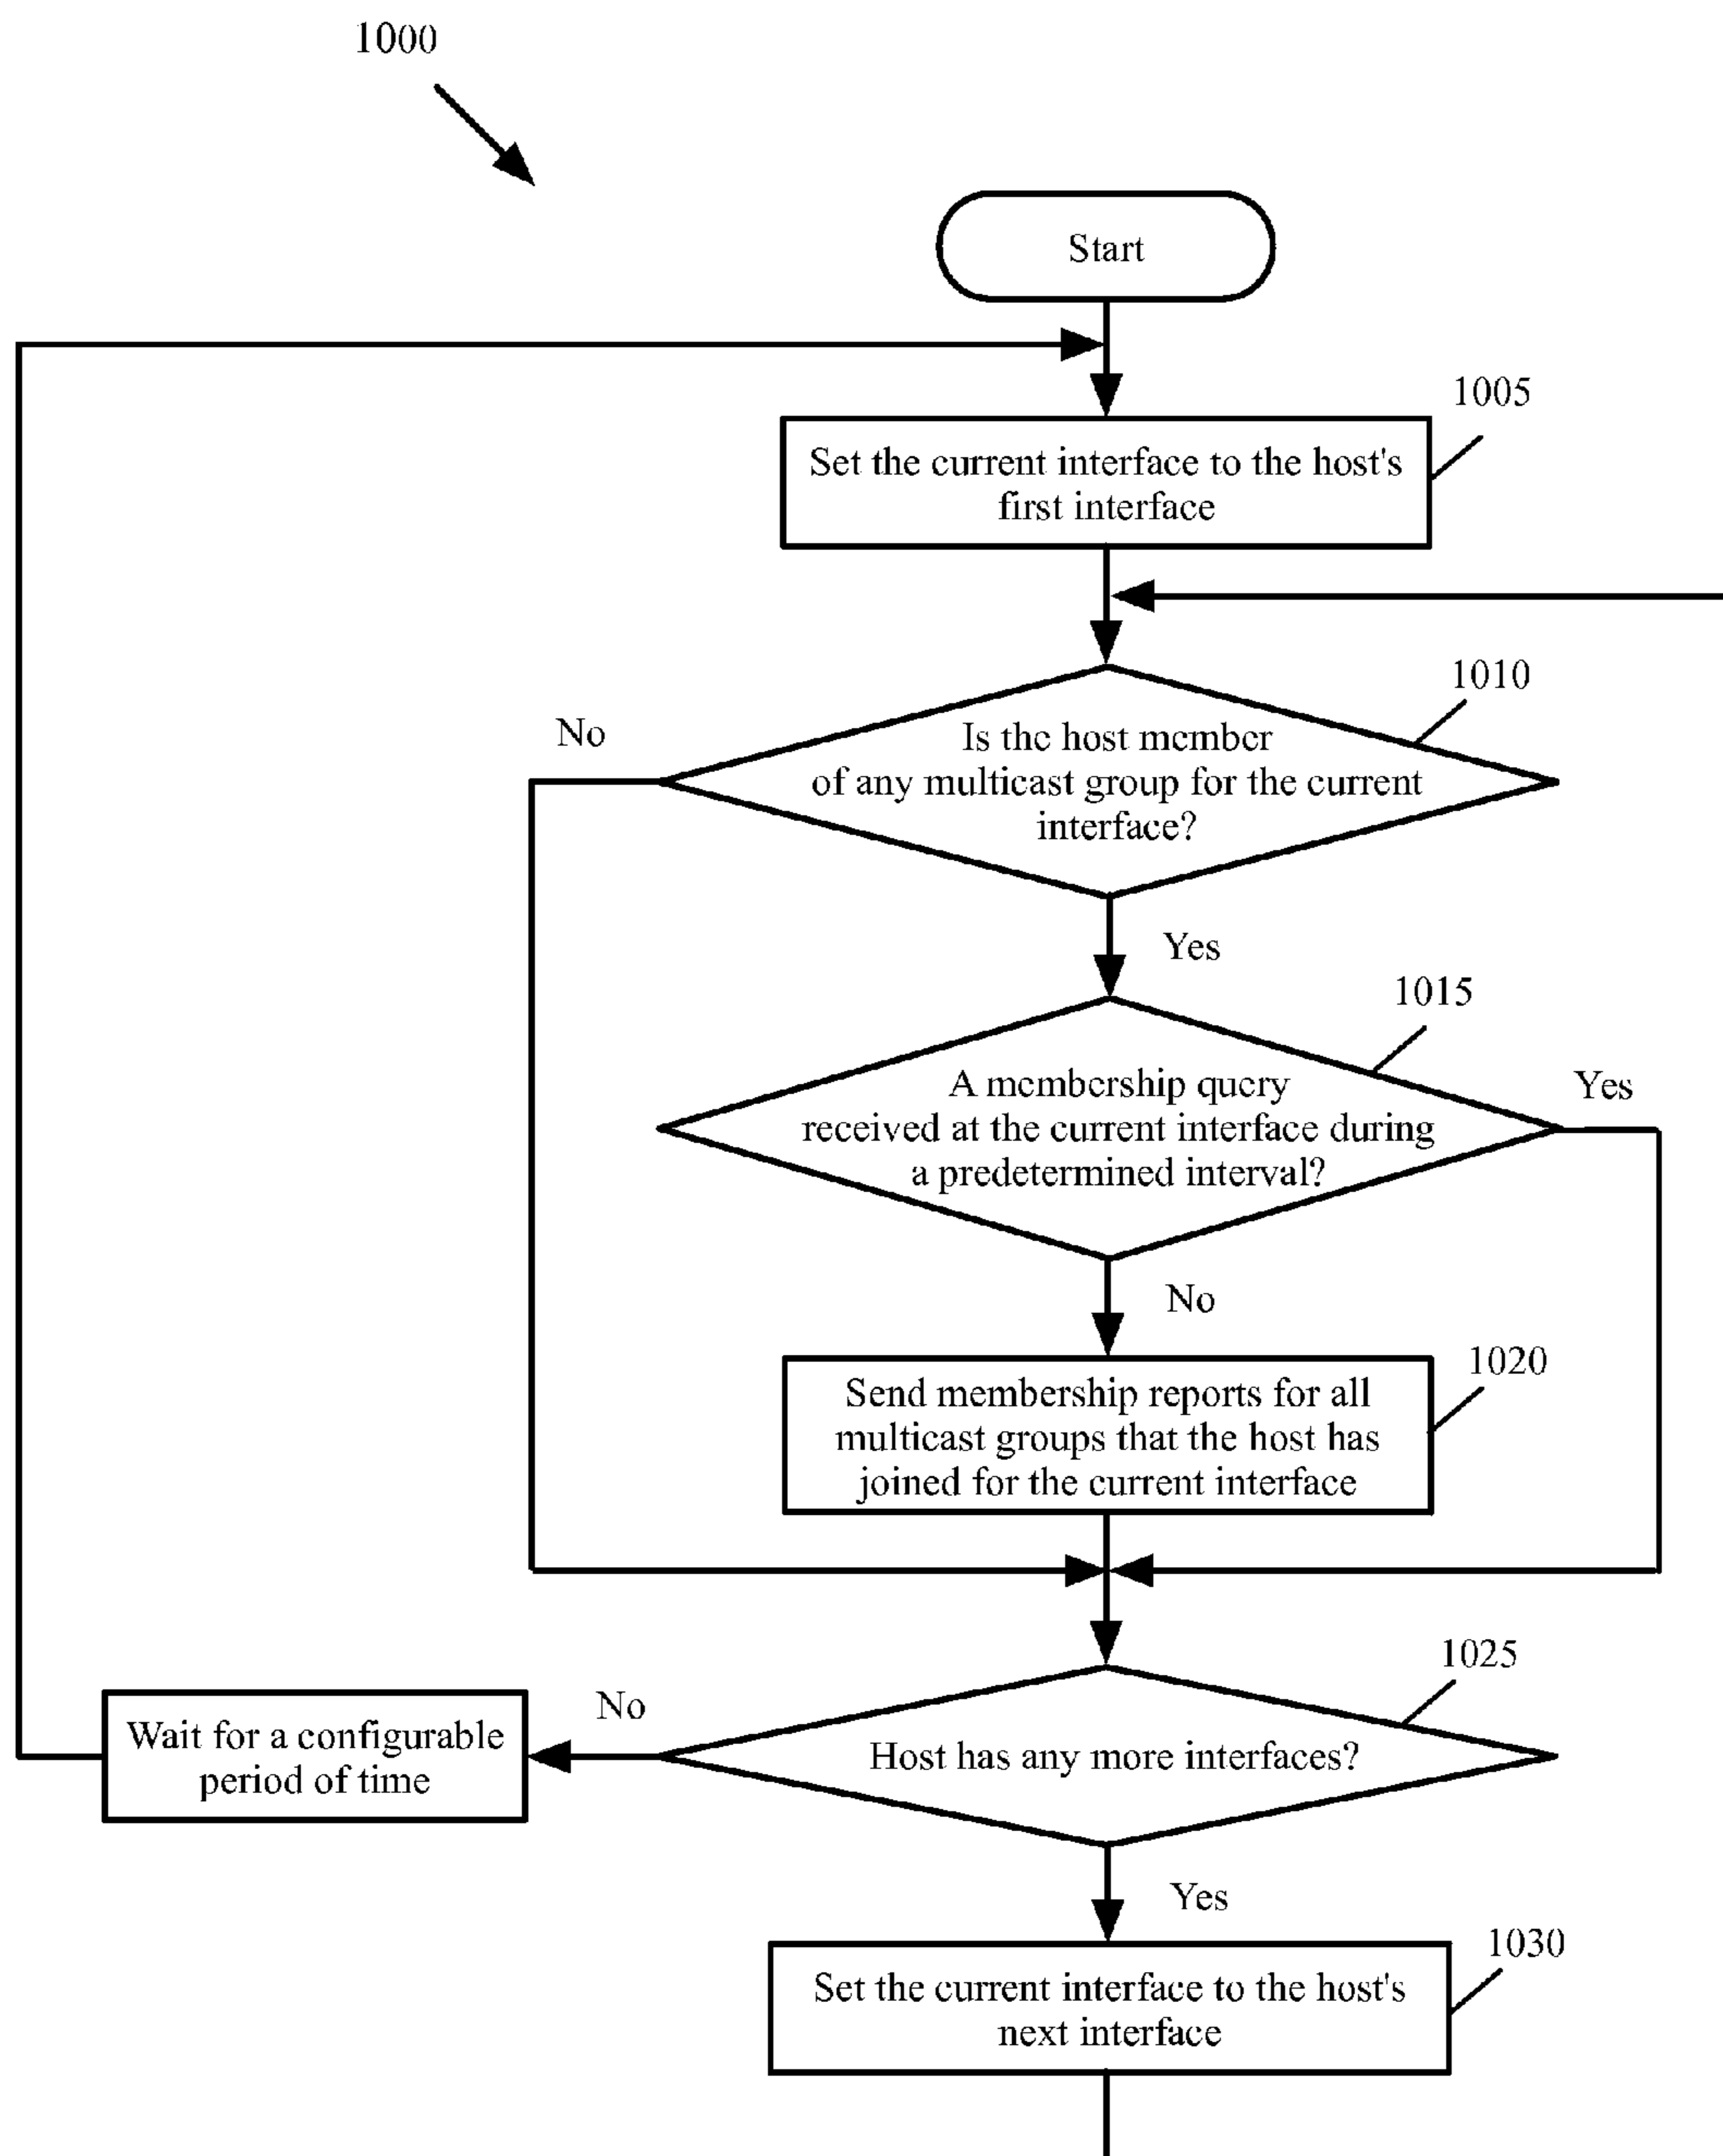 1000
Start
1005
Set the current interface to the host's
first interface
1010
No
Is the host member
of any multicast group for the current
interface?
Yes
1015
A membership query
received at the current interface during
a predetermined interval?
Yes
No
1020
Send membership reports for all
multicast groups that the host has
joined for the current interface
1025
No
Wait for a configurable
period of time
Host has any more interfaces?
Yes
1030
Set the current interface to the host's
next interface